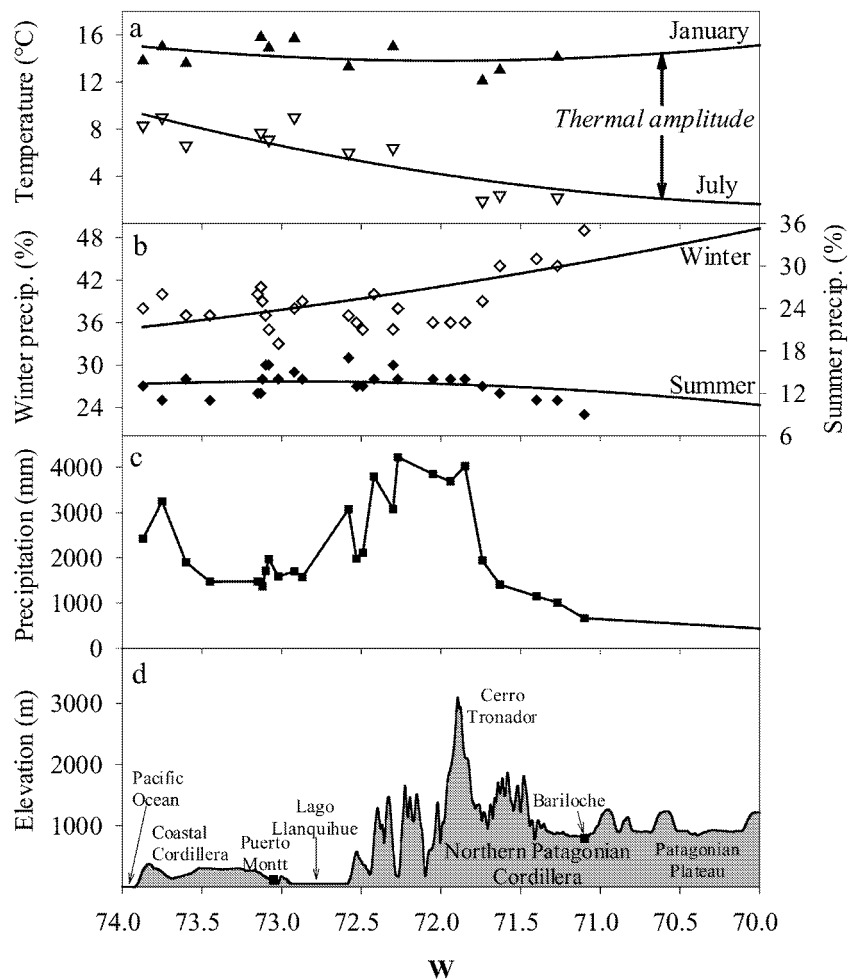 a
Temperature (°C)
16
12
8
4
January
Thermal amplitude
July
b
Winter precip. (%)
48
42
36
30
24
Winter
Summer
36
30
24
18
12
6
Summer precip. (%)
c
Precipitation (mm)
4000
3000
2000
1000
0
d
Elevation (m)
3000
2000
1000
Cerro
Tronador
Pacific
Ocean
Coastal
Cordillera
Puerto
Montt
Lago
Llanquihue
Bariloche
Northern Patagonian
Cordillera
Patagonian
Plateau
74.0 73.5 73.0 72.5 72.0 71.5 71.0 70.5 70.0
W